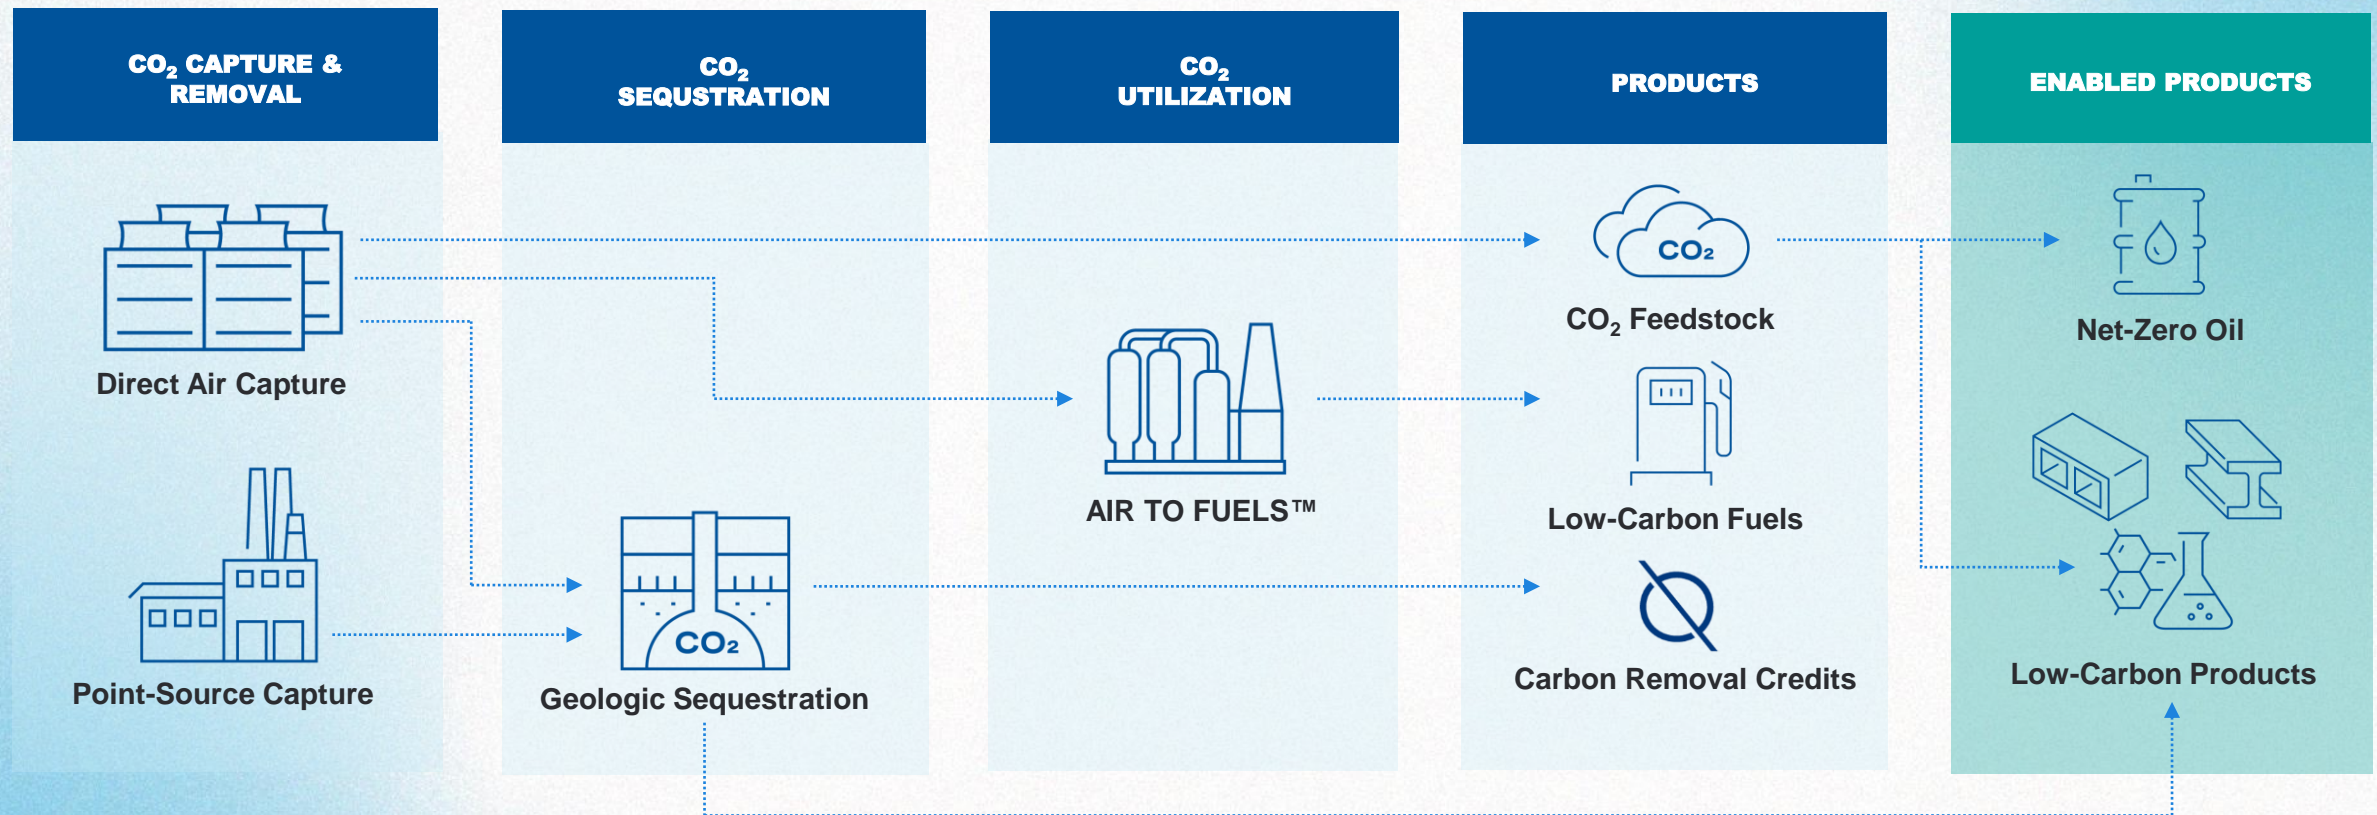 CO₂ CAPTURE &
REMOVAL
CO₂
SEQUSTRATION
CO₂
UTILIZATION
PRODUCTS
ENABLED PRODUCTS
Direct Air Capture
Point-Source Capture
CO₂
Geologic Sequestration
AIR TO FUELS™
CO₂
CO₂ Feedstock
Low-Carbon Fuels
Carbon Removal Credits
Net-Zero Oil
Low-Carbon Products